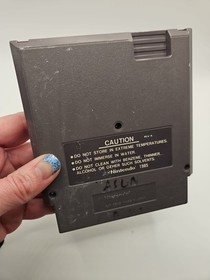 CAUTION
•DO NOT STORE IN EXTREME TEMPERATURES.
•DO NOT IMMERSE IN WATER.
•DO NOT CLEAN WITH BENZENE, THINNER,
ALCOHOL OR OTHER SUCH SOLVENTS.
Nintendo 1985